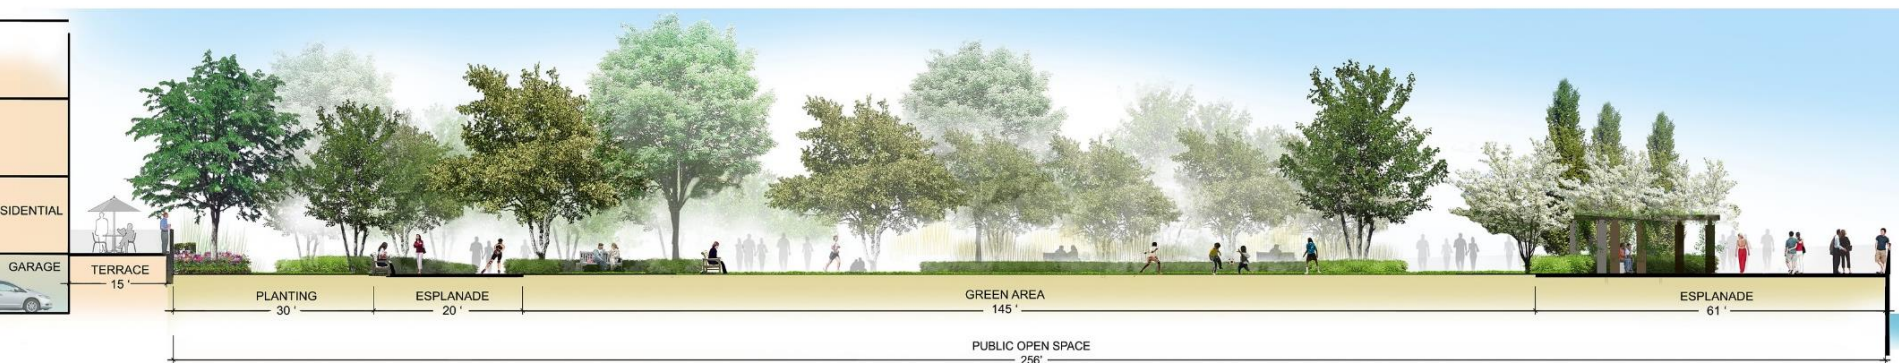 SIDENTIAL
GARAGE
TERRACE
15 '
PLANTING
30 '
ESPLANADE
20 '
GREEN AREA
145 '
ESPLANADE
61 '
PUBLIC OPEN SPACE
256'